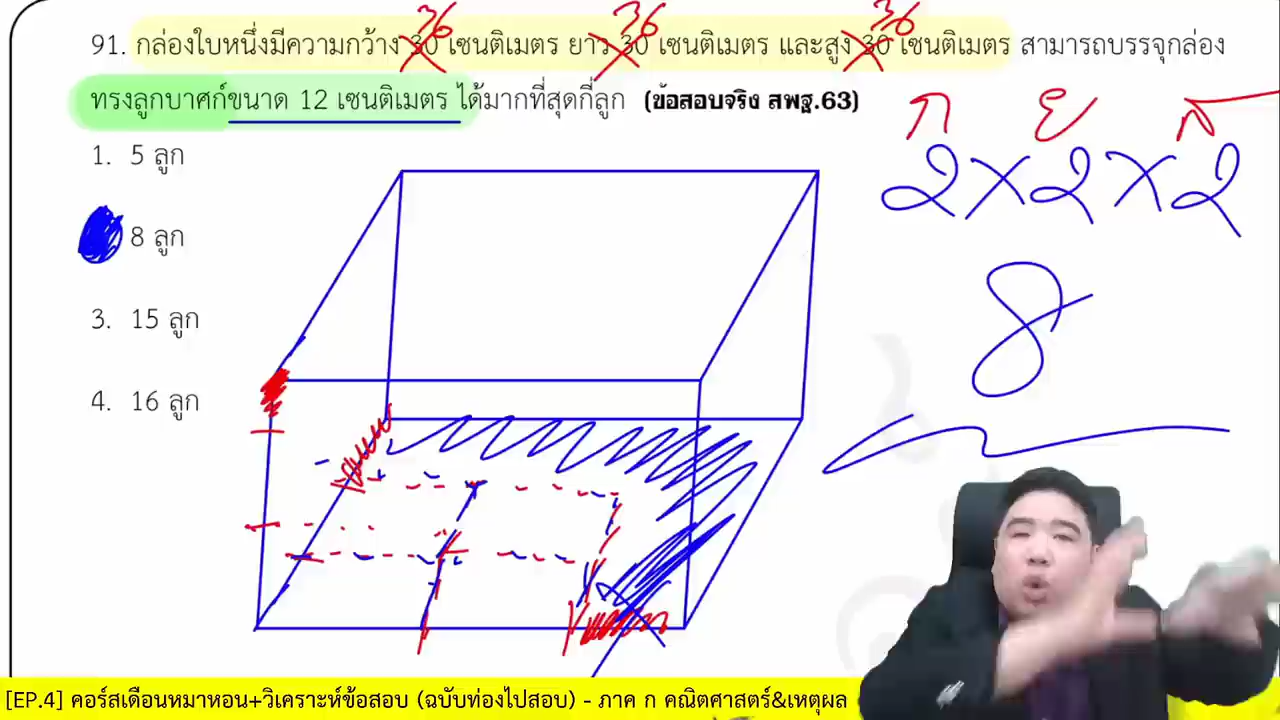 36 36 36
91. กล่องใบหนึ่งมีความกว้าง 30 เซนติเมตร ยาว 30 เซนติเมตร และสูง 30 เซนติเมตร สามารถบรรจุกล่อง
ทรงลูกบาศก์ขนาด 12 เซนติเมตร ได้มากที่สุดกี่ลูก (ข้อสอบจริง สพฐ.63)
ก ย ส
2×2×2
1. 5 ลูก
8 ลูก
8
3. 15 ลูก
4. 16 ลูก
[EP.4] คอร์สเดือนหมาหอน+วิเคราะห์ข้อสอบ (ฉบับท่องไปสอบ) - ภาค ก คณิตศาสตร์&เหตุผล